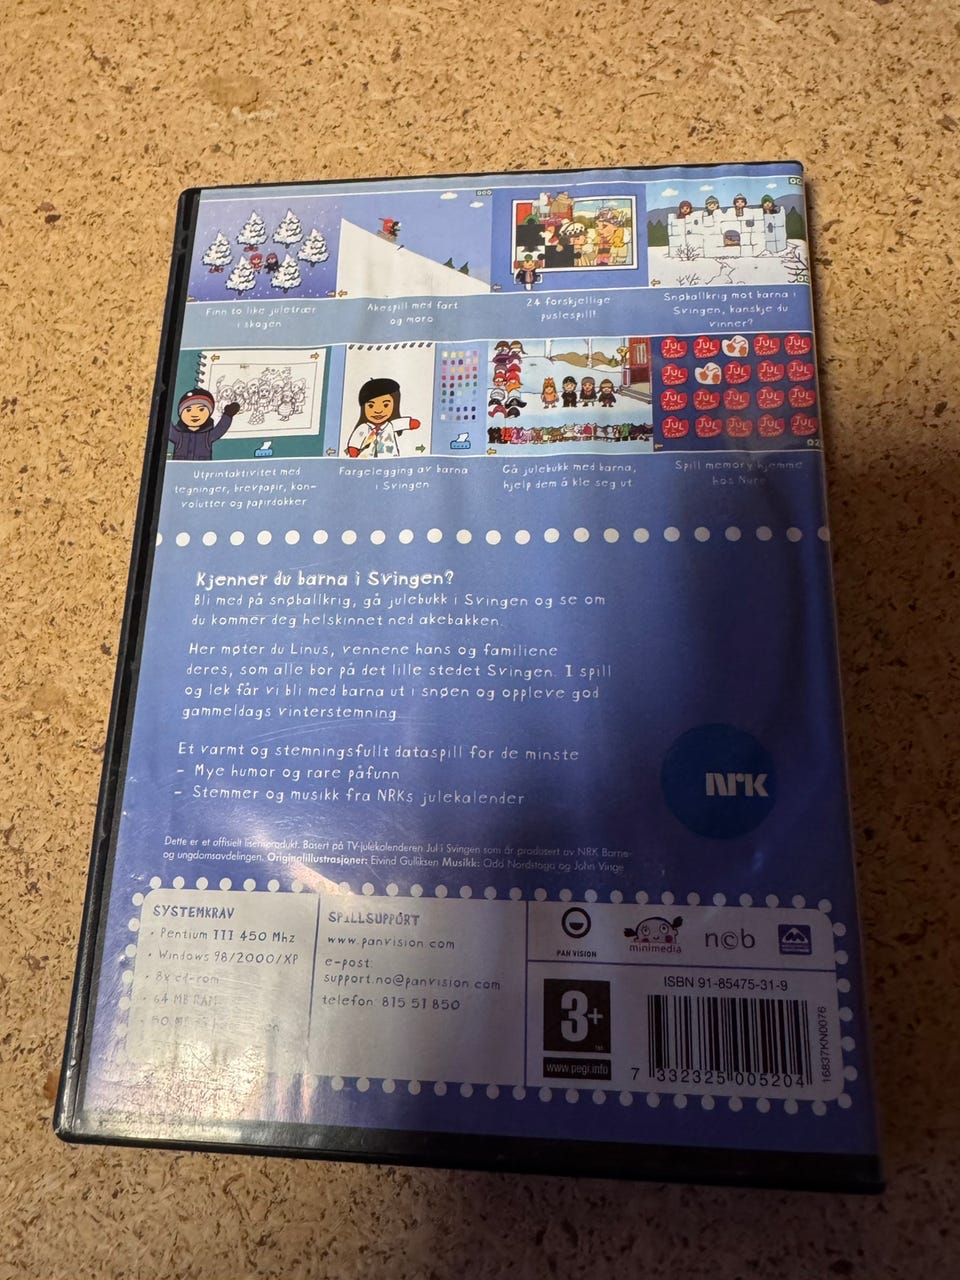 Finn to like juletrær
i skogen
Akespill med fart
og moro
24 forskjellige
puslespill!
Snøballkrig mot barna i
Svingen, kanskje du
vinner?
JUL
Utprintaktivitet med
tegninger, brevpapir, kon-
volutter og papirdokker
Fargelegging av barna
i Svingen
Gå julebukk med barna,
hjelp dem å kle seg ut
Spill memory hjemme
hos Nure
Kjenner du barna i Svingen?
Bli med på snøballkrig, gå julebukk i Svingen og se om
du kommer deg helskinnet ned akebakken.
Her møter du Linus, vennene hans og familiene
deres, som alle bor på det lille stedet Svingen. I spill
og lek får vi bli med barna ut i snøen og oppleve god
gammeldags vinterstemning
Et varmt og stemningsfullt dataspill for de minste
- Mye humor og rare påfunn
- Stemmer og musikk fra NRKs julekalender
NRK
Dette er et offisielt lisensprodukt. Basert på TV-julekalenderen Jul i Svingen som er produsert av NRK Barne-
og ungdomsavdelingen. Originalillustrasjoner: Eivind Gulliksen Musikk: Odd Nordstoga og John Vinge
SYSTEMKRAV
• Pentium III 450 Mhz
• Windows 98/2000/XP
• 8x cd-rom
• 64 MB RAM
SPILLSUPPORT
www.panvision.com
e-post:
support.no@panvision.com
telefon: 815 51 850
PAN VISION
minimedia
ncb
3+
www.pegi.info
ISBN 91-85475-31-9
7 332325 005204
16837KN0076